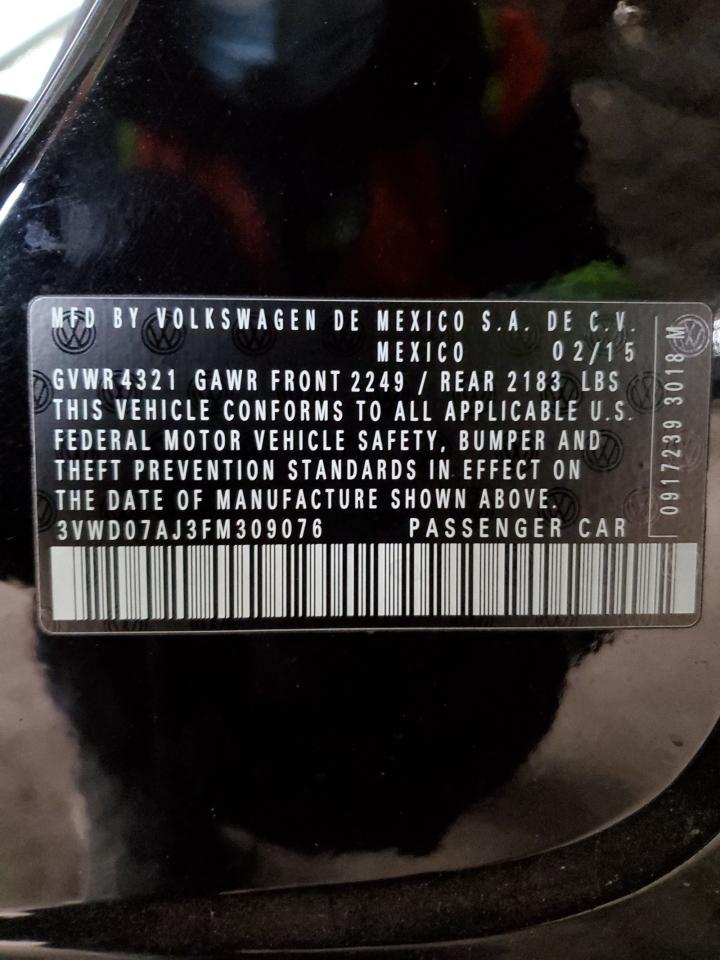 MFD BY VOLKSWAGEN DE MEXICO S.A. DE C.V.
MEXICO 02/15
GVWR 4321 GAWR FRONT 2249 / REAR 2183 LBS
THIS VEHICLE CONFORMS TO ALL APPLICABLE U.S.
FEDERAL MOTOR VEHICLE SAFETY, BUMPER AND
THEFT PREVENTION STANDARDS IN EFFECT ON
THE DATE OF MANUFACTURE SHOWN ABOVE.
3VWD07AJ3FM309076 PASSENGER CAR
0917239 3018 M